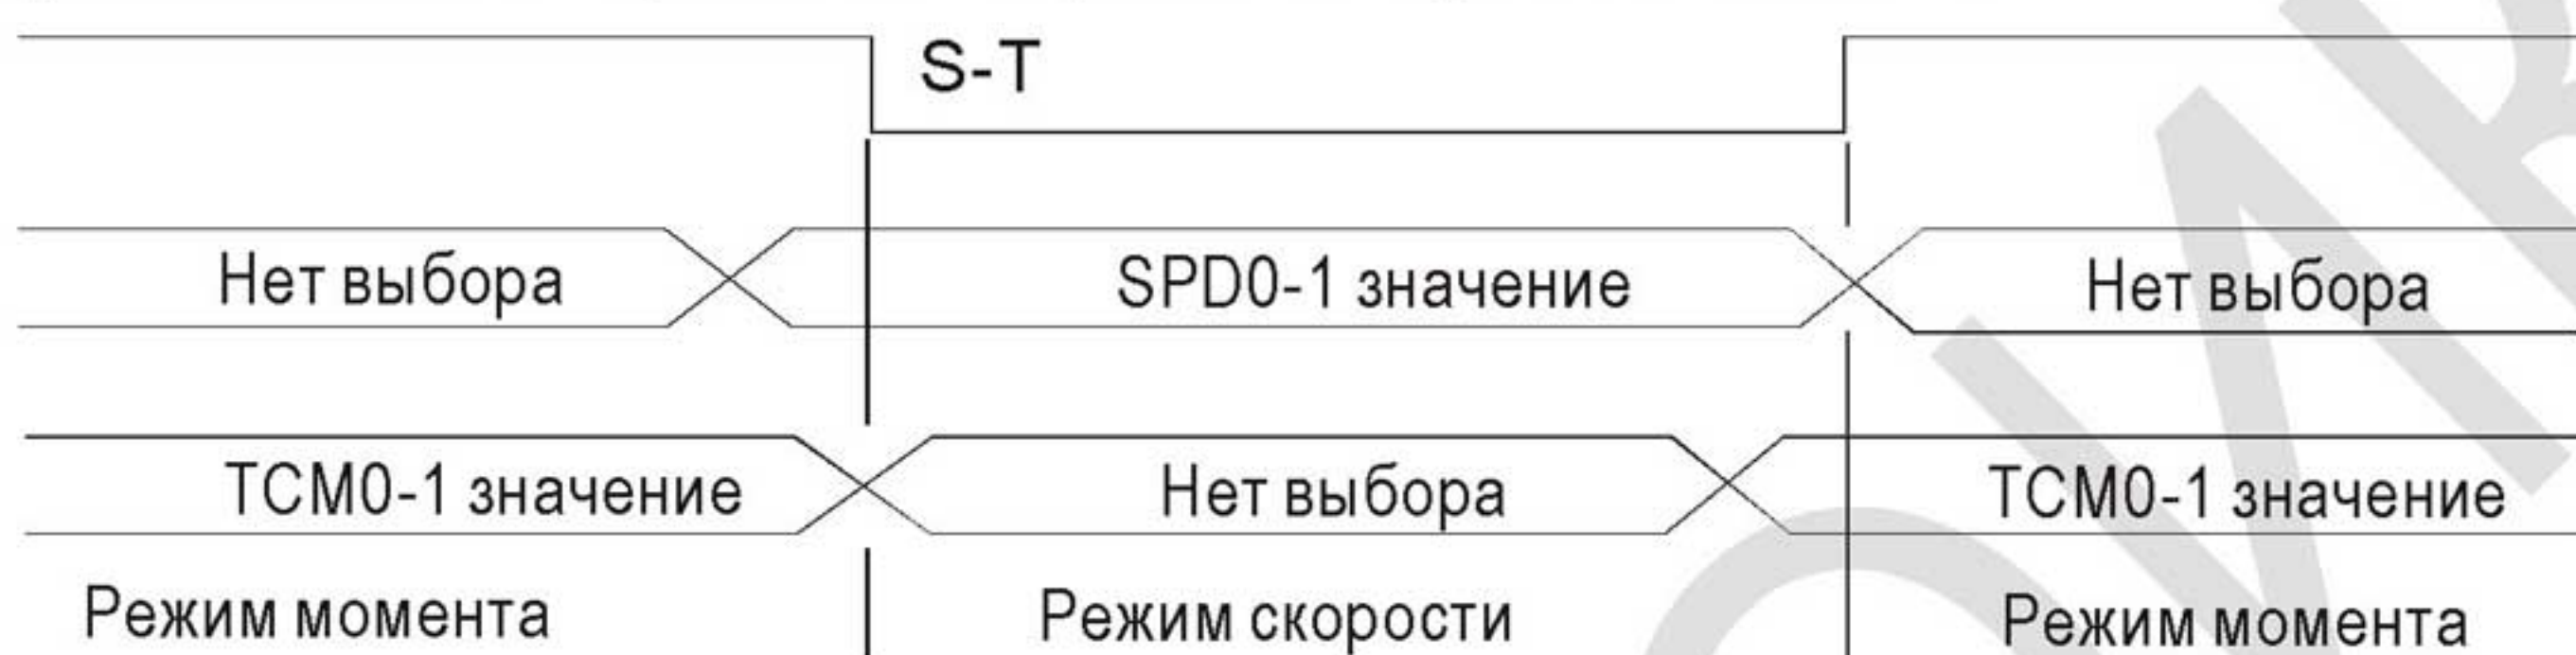 S-T
Нет выбора SPD0-1 значение Нет выбора
TCM0-1 значение Нет выбора TCM0-1 значение
Режим момента Режим скорости Режим момента